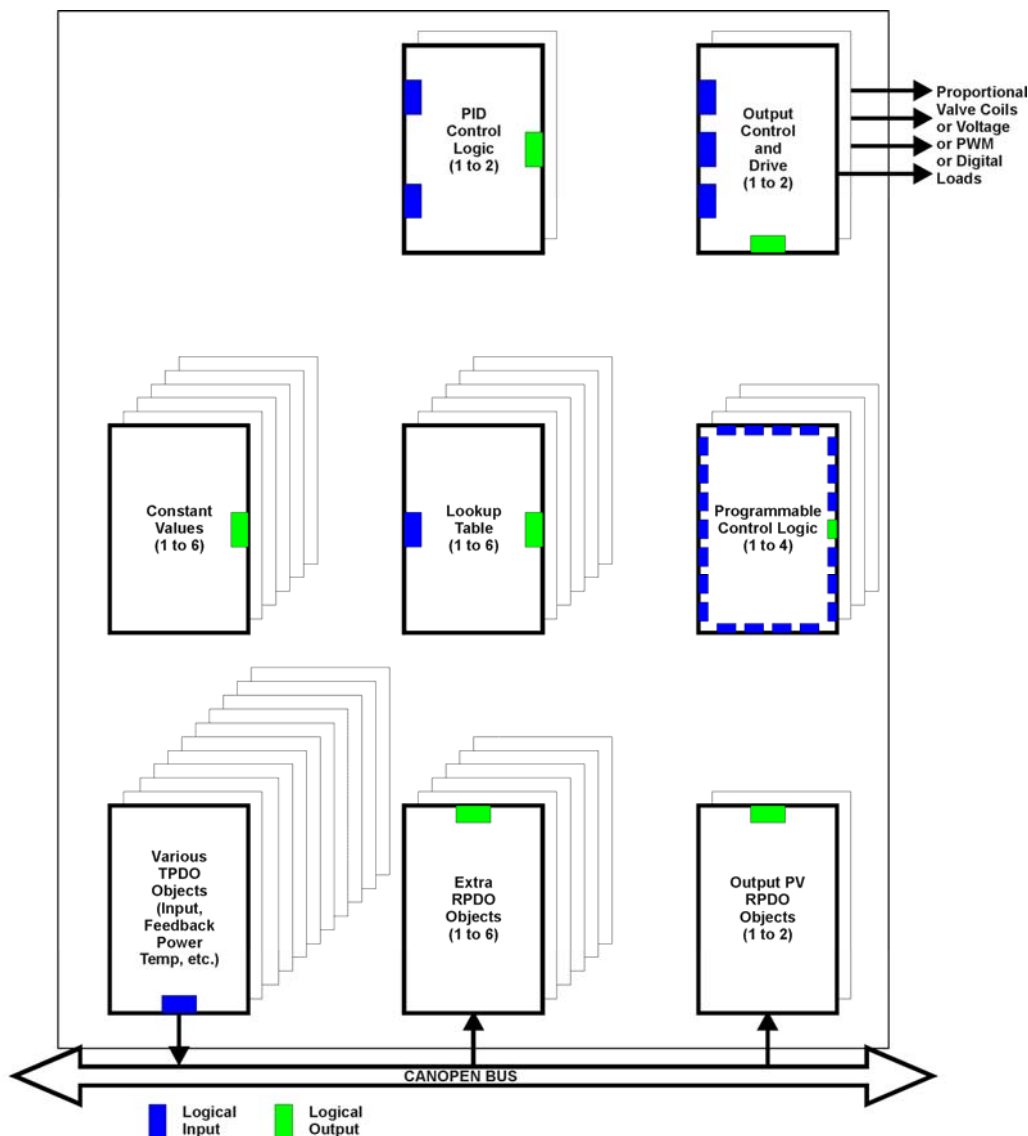 PID
Control
Logic
(1 to 2)
Output
Control
and
Drive
(1 to 2)
Proportional
Valve Coils
or Voltage
or PWM
or Digital
Loads
Constant
Values
(1 to 6)
Lookup
Table
(1 to 6)
Programmable
Control Logic
(1 to 4)
Various
TPDO
Objects
(Input,
Feedback
Power
Temp, etc.)
Extra
RPDO
Objects
(1 to 6)
Output PV
RPDO
Objects
(1 to 2)
CANOPEN BUS
Logical
Input
Logical
Output